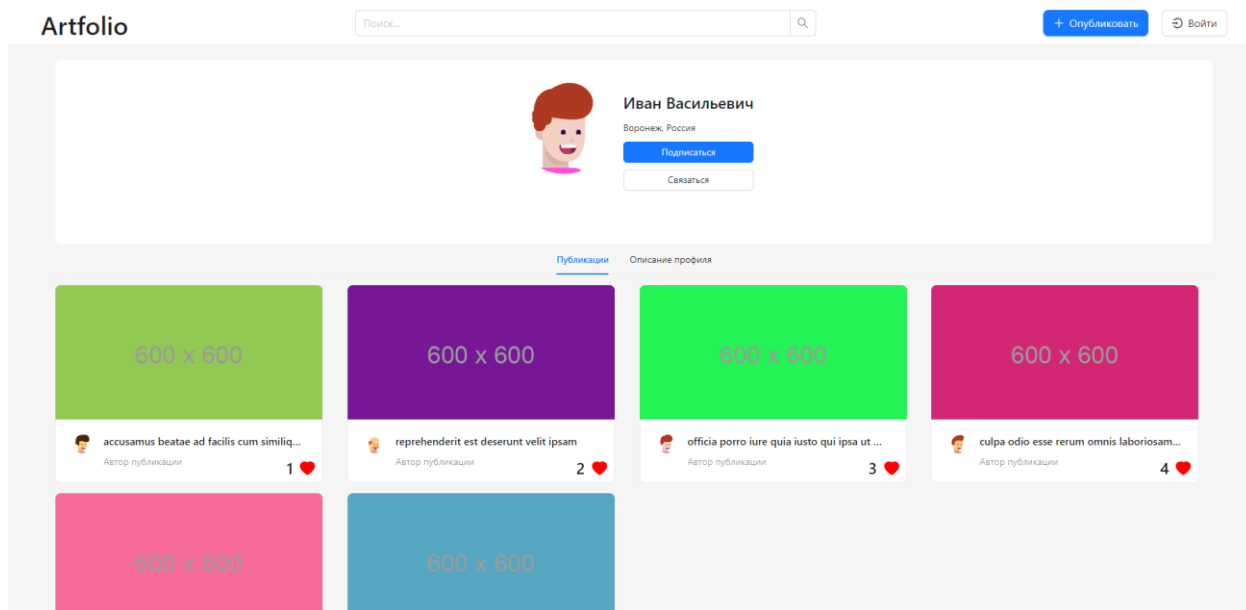 Artfolio
Поиск...
Опубликовать
Войти
Иван Васильевич
Воронеж, Россия
Подписаться
Связаться
Публикации Описание профиля
600 x 600 600 x 600 600 x 600 600 x 600
accusamus beatae ad facilis cum similiq... reprehenderit est deserunt velit ipsam officia porro iure quia iusto qui ipsa ut ... culpa odio esse rerum omnis laboriosam...
Автор публикации Автор публикации Автор публикации Автор публикации
1 2 3 4
600 x 600 600 x 600